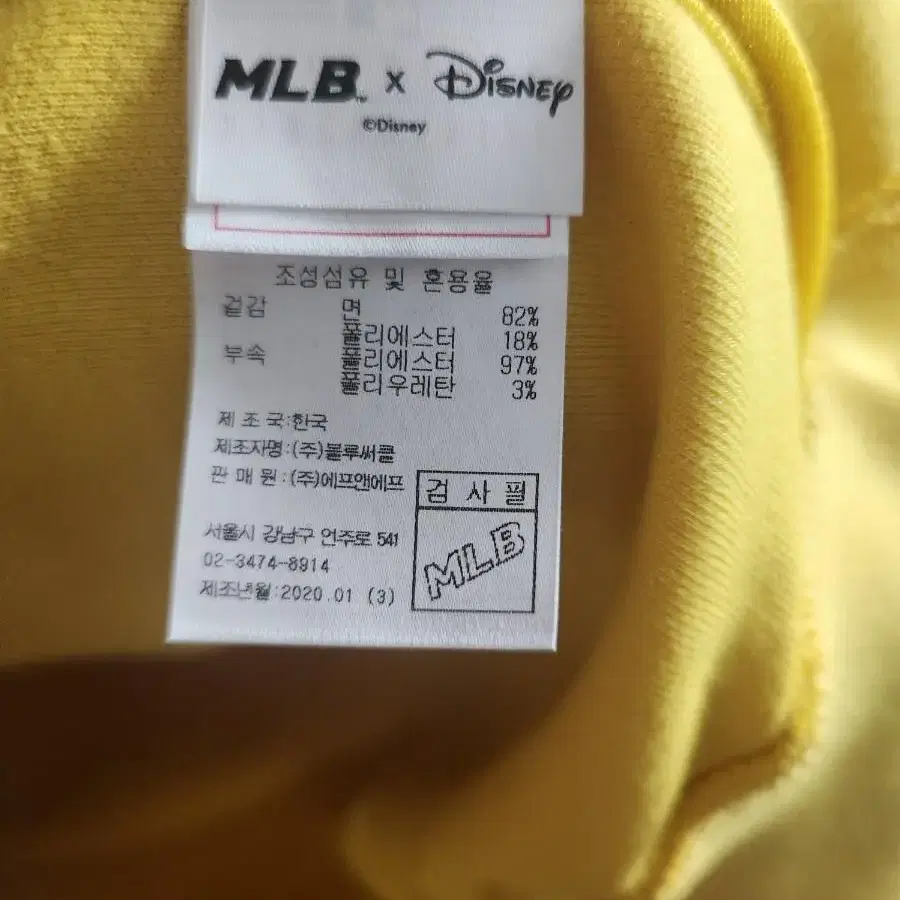 MLB™ x Disney
©Disney
조성섬유 및 혼용율
겉감 면 82%
폴리에스터 18%
부속 폴리에스터 97%
폴리우레탄 3%
제 조 국:한국
제조자명:(주)블루써클
판 매 원:(주)에프앤에프
서울시 강남구 언주로 541
02-3474-8914
제조년월:2020.01 (3)
검 사 필
MLB